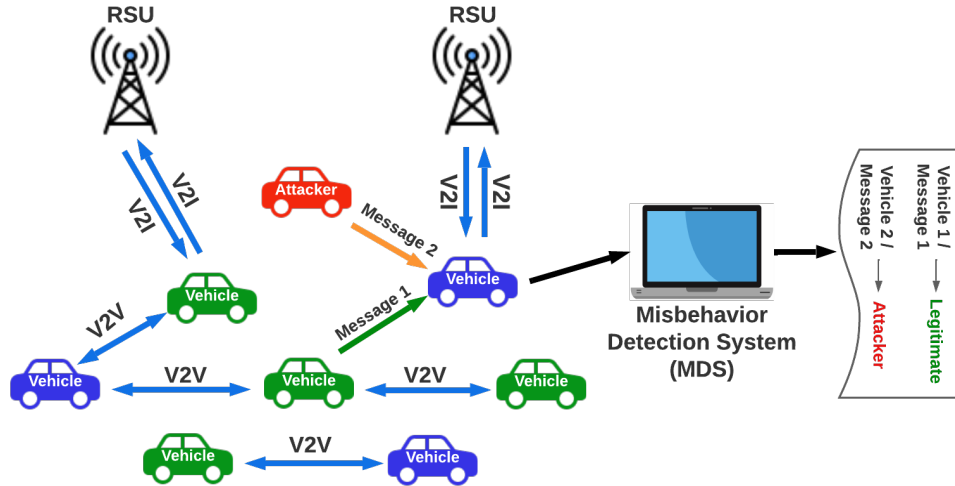 RSU
RSU
V2I
V2I
V2I
V2I
Attacker
Message 2
Vehicle
Vehicle
Message 1
V2V
Misbehavior
Detection System
(MDS)
Vehicle 1 /
Message 1
Legitimate
Vehicle 2 /
Message 2
Attacker
Vehicle
V2V
Vehicle
V2V
Vehicle
Vehicle
V2V
Vehicle